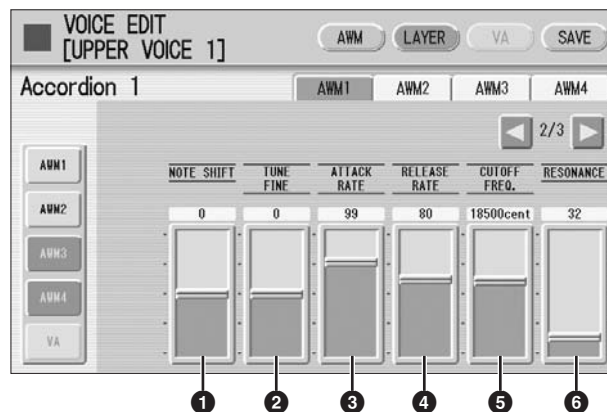 VOICE EDIT
[UPPER VOICE 1]
AWM LAYER VA SAVE
Accordion 1
AWM1 AWM2 AWM3 AWM4
2/3
AWM1
AWM2
AWM3
AWM4
VA
NOTE SHIFT TUNE FINE ATTACK RATE RELEASE RATE CUTOFF FREQ. RESONANCE
0 0 99 80 18500cent 32
1 2 3 4 5 6